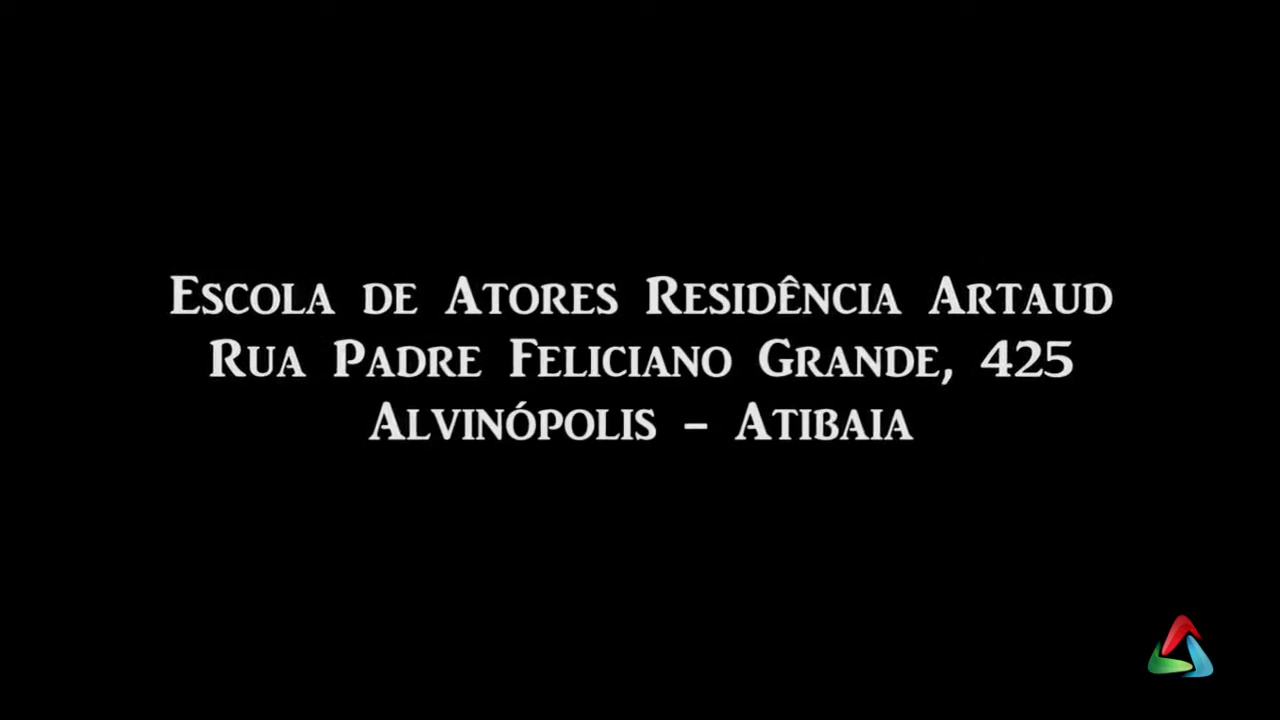 Escola de Atores Residência Artaud
Rua Padre Feliciano Grande, 425
Alvinópolis – Atibaia